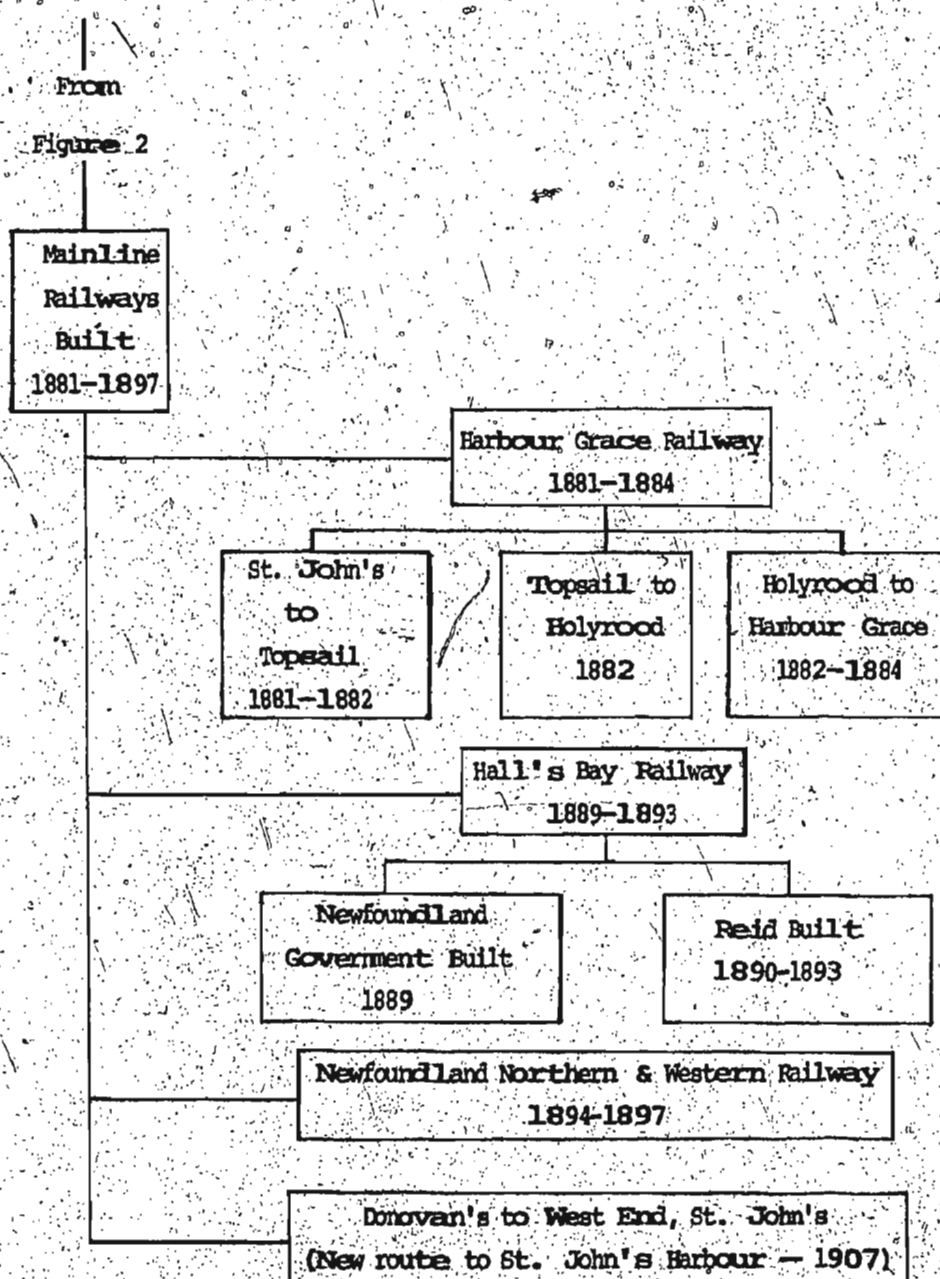 From
Figure 2
Mainline
Railways
Built
1881-1897
Harbour Grace Railway
1881-1884
St. John's
to
Topsail
1881-1882
Topsail to
Holyrood
1882
Holyrood to
Harbour Grace
1882-1884
Hall's Bay Railway
1889-1893
Newfoundland
Government Built
1889
Reid Built
1890-1893
Newfoundland Northern & Western Railway
1894-1897
Donovan's to West End, St. John's
(New route to St. John's Harbour — 1907)